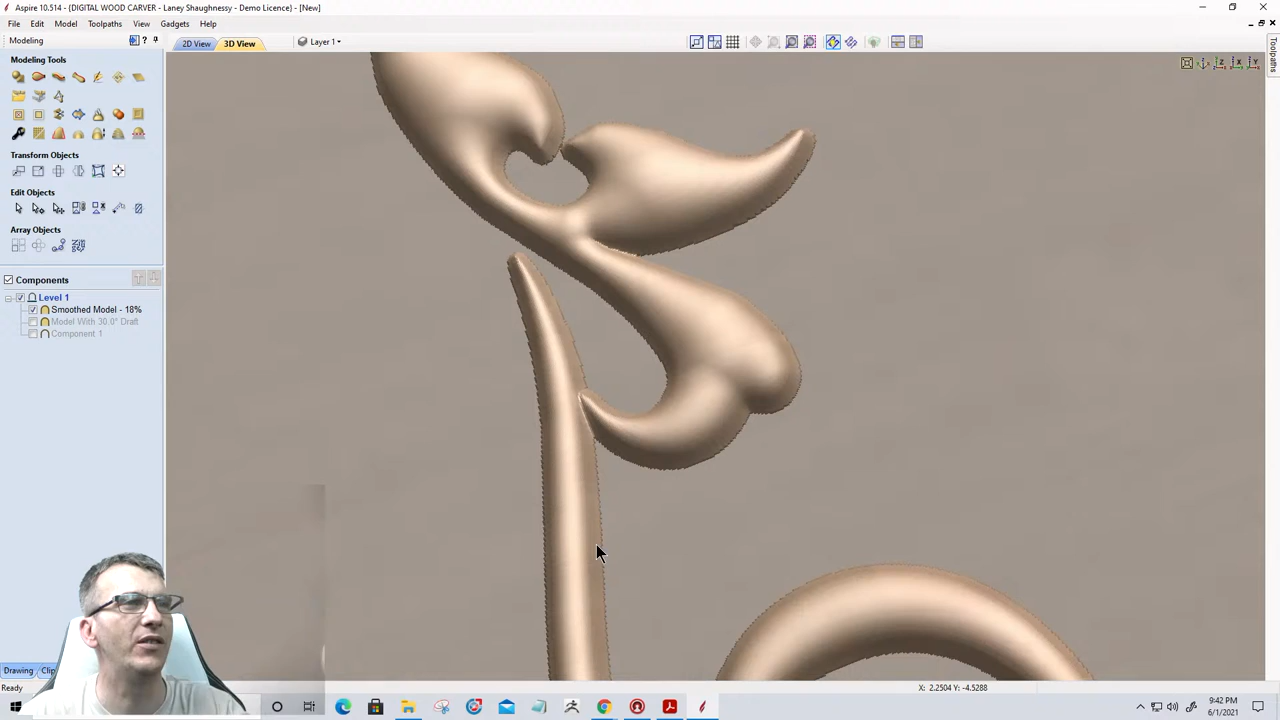 Aspire 10.514 - (DIGITAL WOOD CARVER - Laney Shaughnessy - Demo Licence) - [New]
File Edit Model Toolpaths View Gadgets Help
Modeling
2D View 3D View Layer 1
Toolpaths
Modeling Tools
Transform Objects
Edit Objects
Array Objects
Components
Level 1
Smoothed Model - 18%
Model With 30.0° Draft
Component 1
Drawing Cli
Ready
X: 2.2504 Y: -4.5288
9:42 PM
6/1/2021